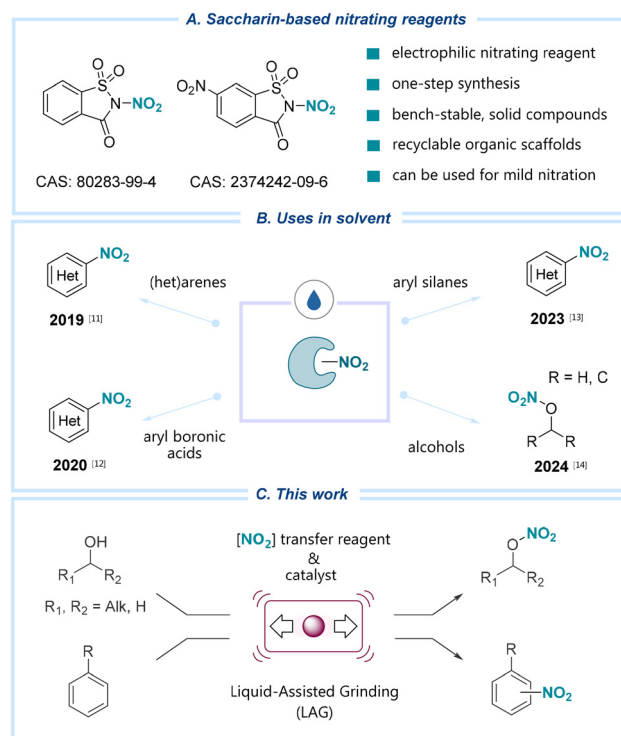 A. Saccharin-based nitrating reagents
O
O
S
N
NO2
O
CAS: 80283-99-4
O2N
O
O
S
N
NO2
O
CAS: 2374242-09-6
electrophilic nitrating reagent
one-step synthesis
bench-stable, solid compounds
recyclable organic scaffolds
can be used for mild nitration
B. Uses in solvent
NO2
Het
2019 [11]
(het)arenes
aryl silanes
NO2
Het
2023 [13]
NO2
NO2
Het
2020 [12]
aryl boronic
acids
alcohols
R = H, C
O2N
O
R
R
2024 [14]
C. This work
OH
R1
R2
R1, R2 = Alk, H
R
[NO2] transfer reagent
&
catalyst
Liquid-Assisted Grinding
(LAG)
NO2
O
R1
R2
R
NO2